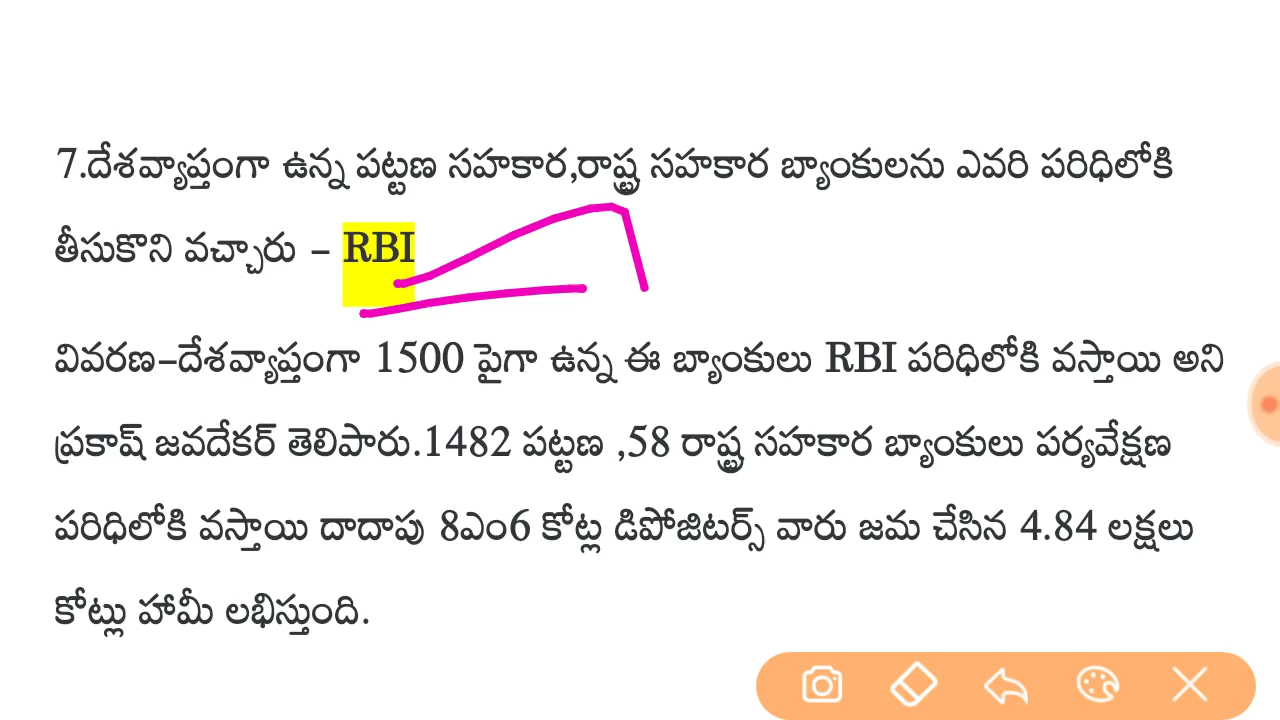 7.దేశవ్యాప్తంగా ఉన్న పట్టణ సహకార,రాష్ట్ర సహకార బ్యాంకులను ఎవరి పరిధిలోకి
తీసుకొని వచ్చారు – RBI
వివరణ–దేశవ్యాప్తంగా 1500 పైగా ఉన్న ఈ బ్యాంకులు RBI పరిధిలోకి వస్తాయి అని
ప్రకాష్ జవదేకర్ తెలిపారు.1482 పట్టణ ,58 రాష్ట్ర సహకార బ్యాంకులు పర్యవేక్షణ
పరిధిలోకి వస్తాయి దాదాపు 8ఎం6 కోట్ల డిపోజిటర్స్ వారు జమ చేసిన 4.84 లక్షలు
కోట్లు హామీ లభిస్తుంది.